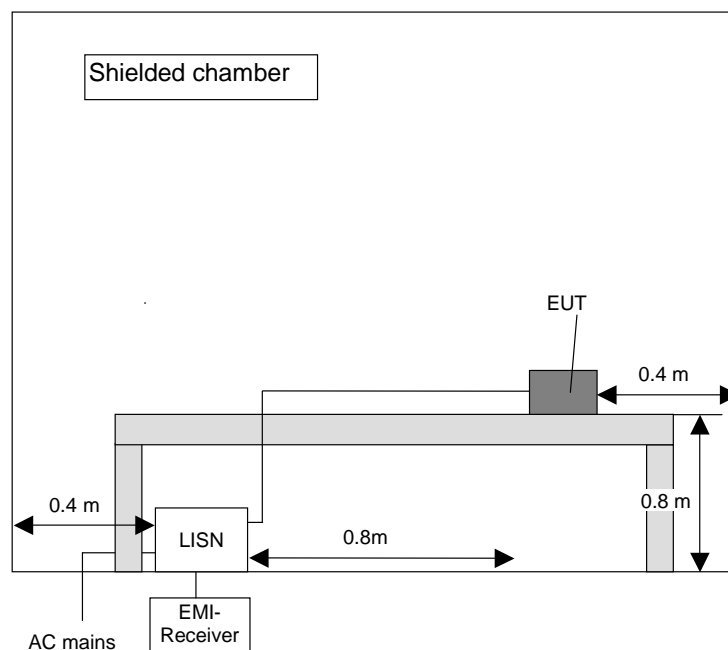 Shielded chamber
EUT
0.4 m
0.4 m
0.8 m
LISN
0.8m
EMI-
Receiver
AC mains